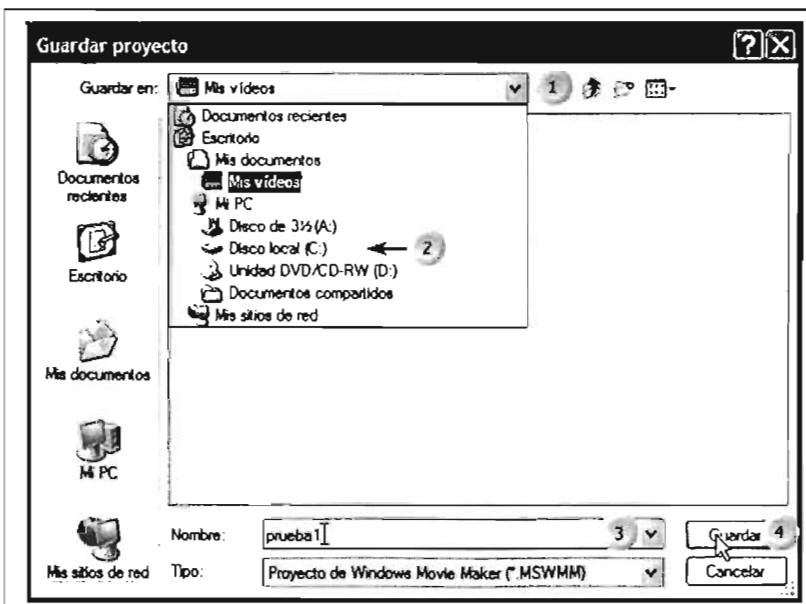 Guardar proyecto
Guardar en: Mis vídeos 1
Documentos recientes
Escritorio
Mis documentos
Mis vídeos
Mi PC
Disco de 3½ (A:)
Disco local (C:) 2
Unidad DVD/CD-RW (D:)
Documentos compartidos
Mis sitios de red
Documentos
recientes
Escritorio
Mis documentos
Mi PC
Mis sitios de red
Nombre: prueba1 3 Guardar 4
Tipo: Proyecto de Windows Movie Maker (*.MSWMM) Cancelar